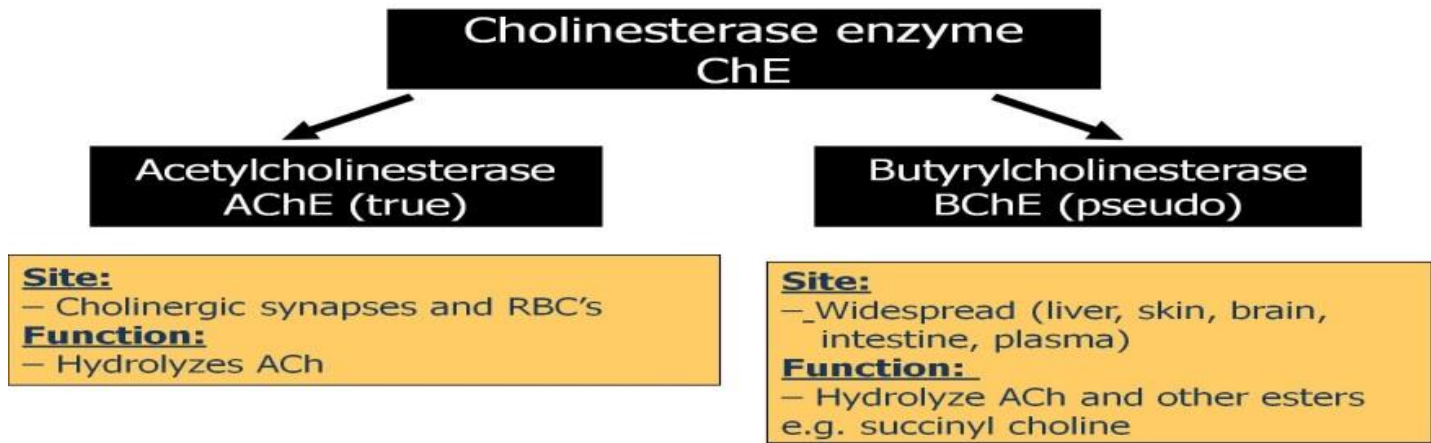 Cholinesterase enzyme
ChE
Acetylcholinesterase
AChE (true)
Butyrylcholinesterase
BChE (pseudo)
Site:
– Cholinergic synapses and RBC's
Function:
– Hydrolyzes ACh
Site:
–_Widespread (liver, skin, brain,
intestine, plasma)
Function:
– Hydrolyze ACh and other esters
e.g. succinyl choline